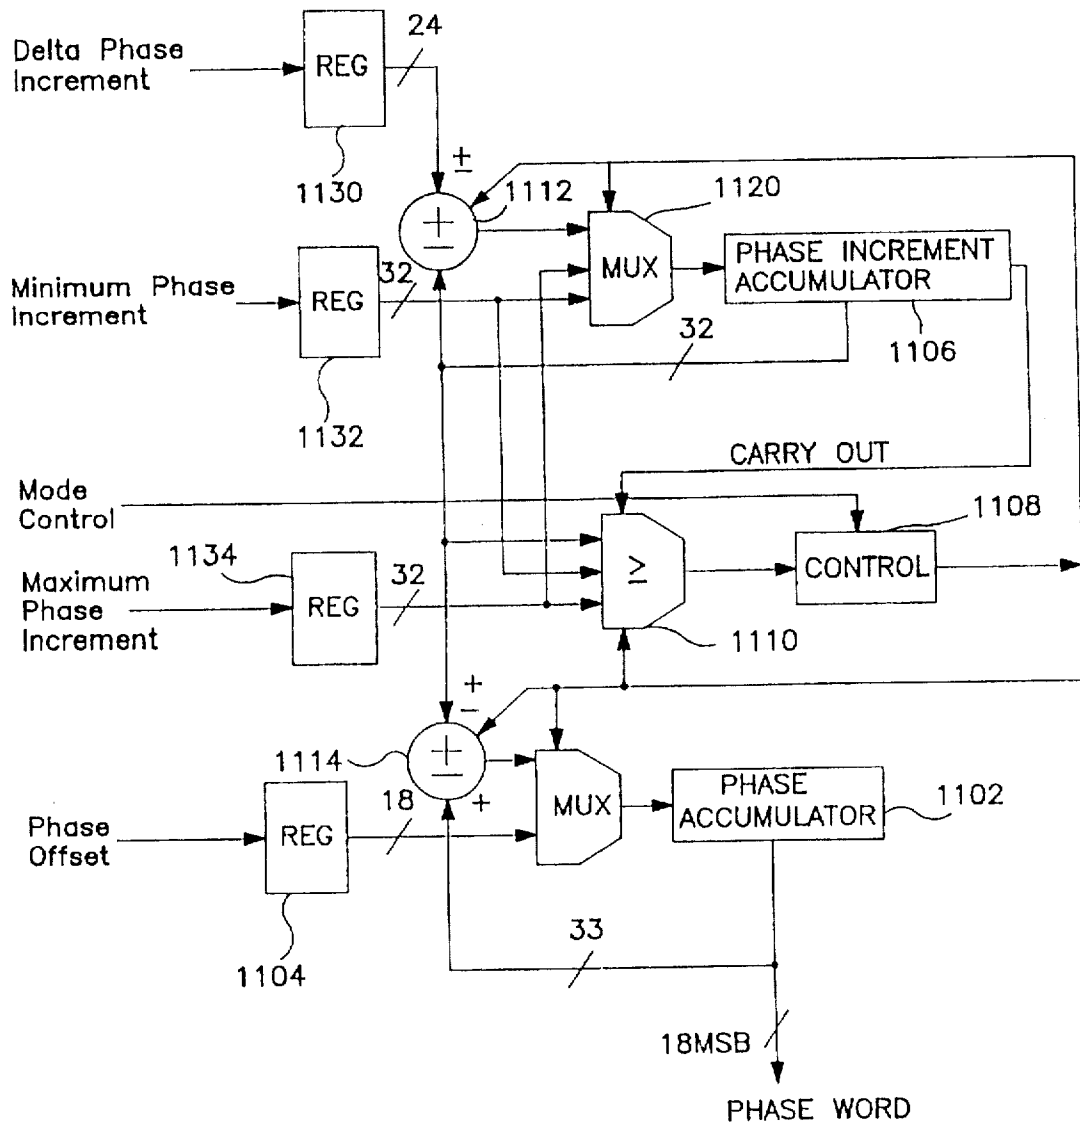 Delta Phase
Increment
REG
24
1130
±
1112
1120
±
Minimum Phase
Increment
REG
32
1132
MUX
PHASE INCREMENT
ACCUMULATOR
1106
32
CARRY OUT
Mode
Control
1108
CONTROL
1134
Maximum
Phase
Increment
REG
32
≥
1110
+
−
±
+
1114
MUX
PHASE
ACCUMULATOR
1102
Phase
Offset
REG
18
1104
33
18MSB
PHASE WORD